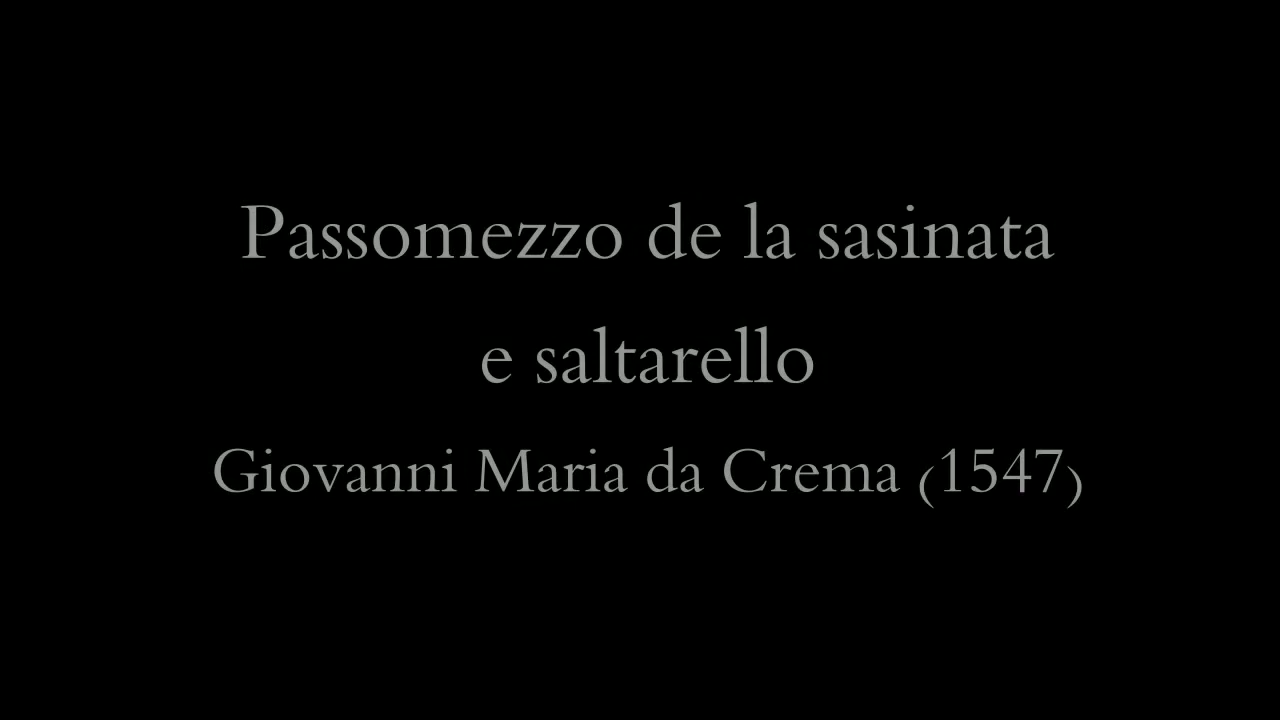 Passomezzo de la sasinata
e saltarello
Giovanni Maria da Crema (1547)